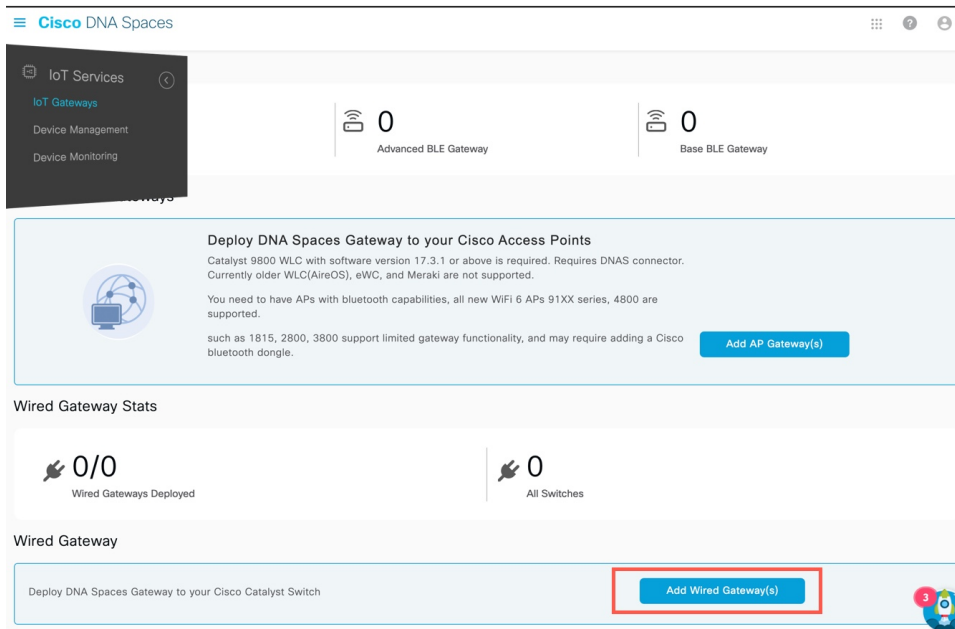 Cisco DNA Spaces
IoT Services
IoT Gateways
Device Management
Device Monitoring
0
Advanced BLE Gateway
0
Base BLE Gateway
Deploy DNA Spaces Gateway to your Cisco Access Points
Catalyst 9800 WLC with software version 17.3.1 or above is required. Requires DNAS connector.
Currently older WLC(AireOS), eWC, and Meraki are not supported.
You need to have APs with bluetooth capabilities, all new WiFi 6 APs 91XX series, 4800 are
supported.
such as 1815, 2800, 3800 support limited gateway functionality, and may require adding a Cisco
bluetooth dongle.
Add AP Gateway(s)
Wired Gateway Stats
0/0
Wired Gateways Deployed
0
All Switches
Wired Gateway
Deploy DNA Spaces Gateway to your Cisco Catalyst Switch
Add Wired Gateway(s)
3